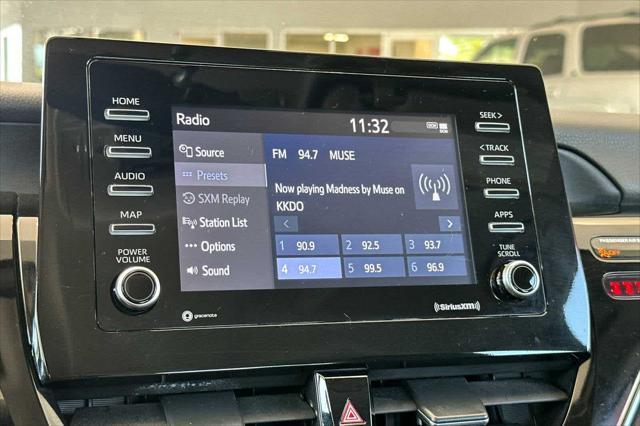 HOME
MENU
AUDIO
MAP
POWER
VOLUME
Radio
11:32
Source
Presets
SXM Replay
Station List
Options
Sound
FM 94.7 MUSE
Now playing Madness by Muse on
KKDO
1 90.9
2 92.5
3 93.7
4 94.7
5 99.5
6 96.9
SEEK >
< TRACK
PHONE
APPS
TUNE
SCROLL
gracenote
SiriusXM
PASSENGER AIR B